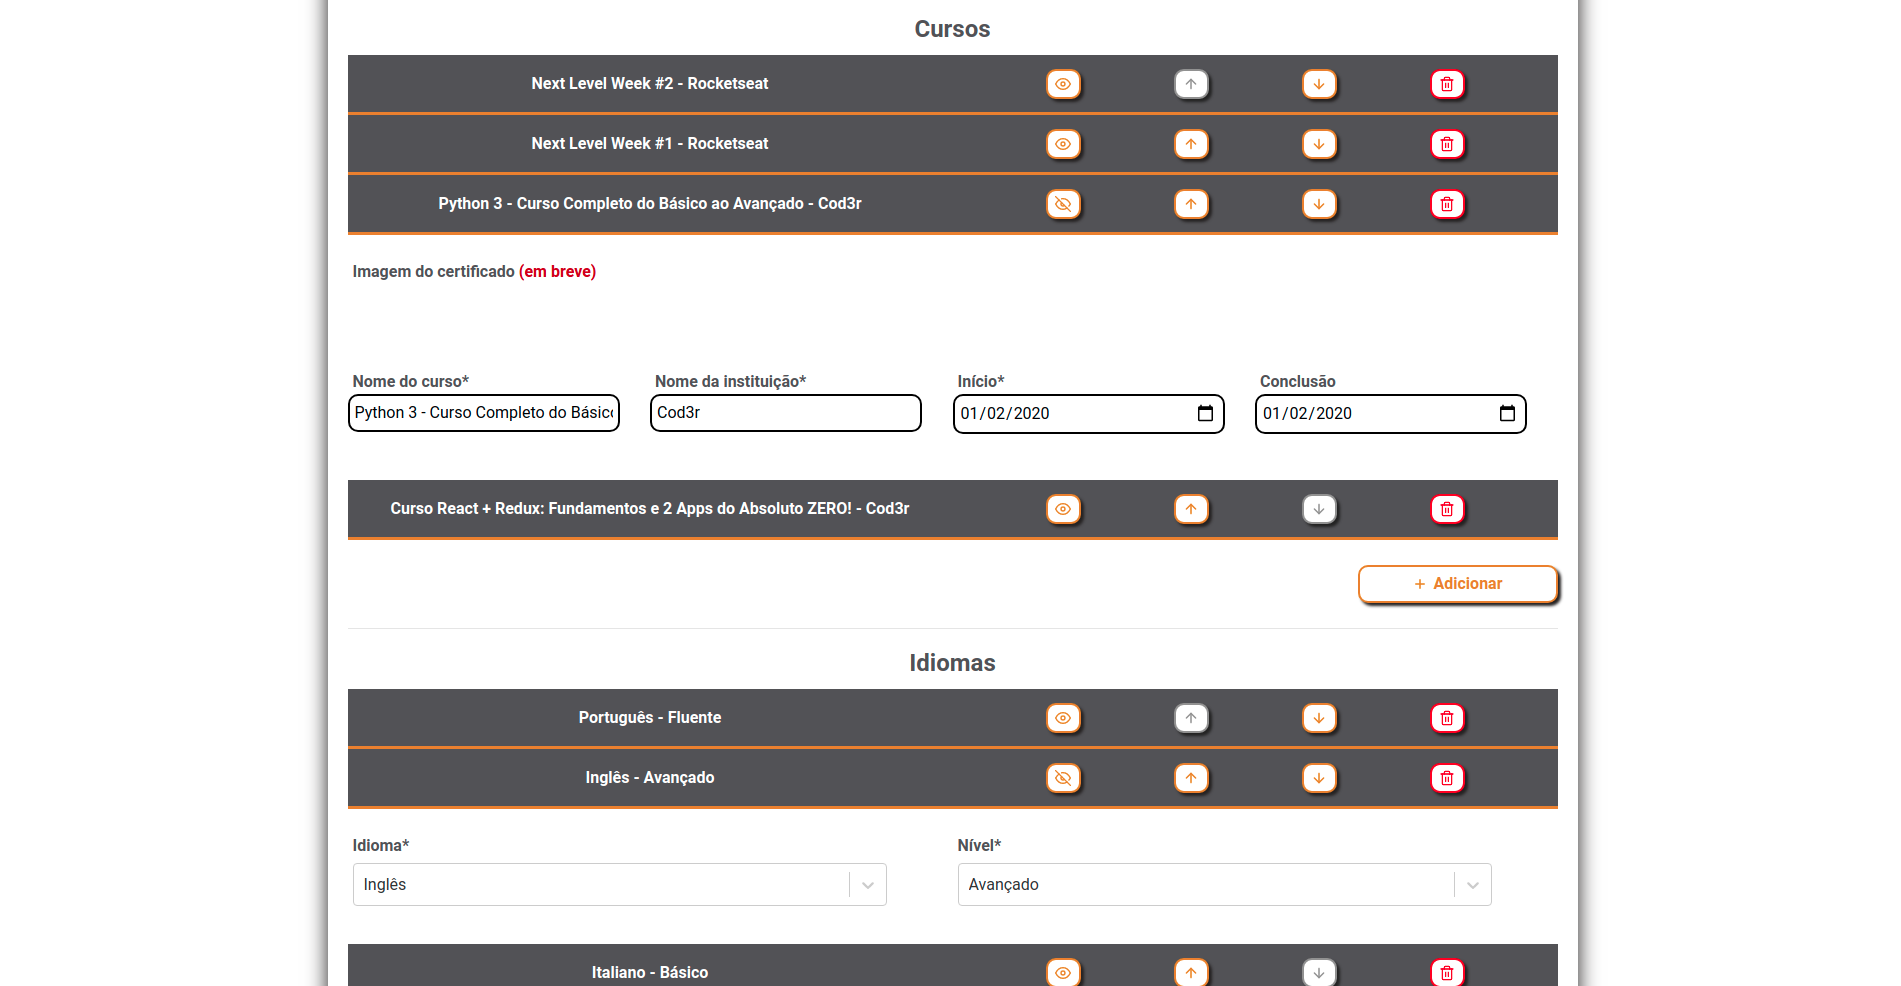 Cursos
Next Level Week #2 - Rocketseat
Next Level Week #1 - Rocketseat
Python 3 - Curso Completo do Básico ao Avançado - Cod3r
Imagem do certificado (em breve)
Nome do curso* Nome da instituição* Início* Conclusão
Python 3 - Curso Completo do Básic Cod3r 01/02/2020 01/02/2020
Curso React + Redux: Fundamentos e 2 Apps do Absoluto ZERO! - Cod3r
+ Adicionar
Idiomas
Português - Fluente
Inglês - Avançado
Idioma* Nível*
Inglês Avançado
Italiano - Básico